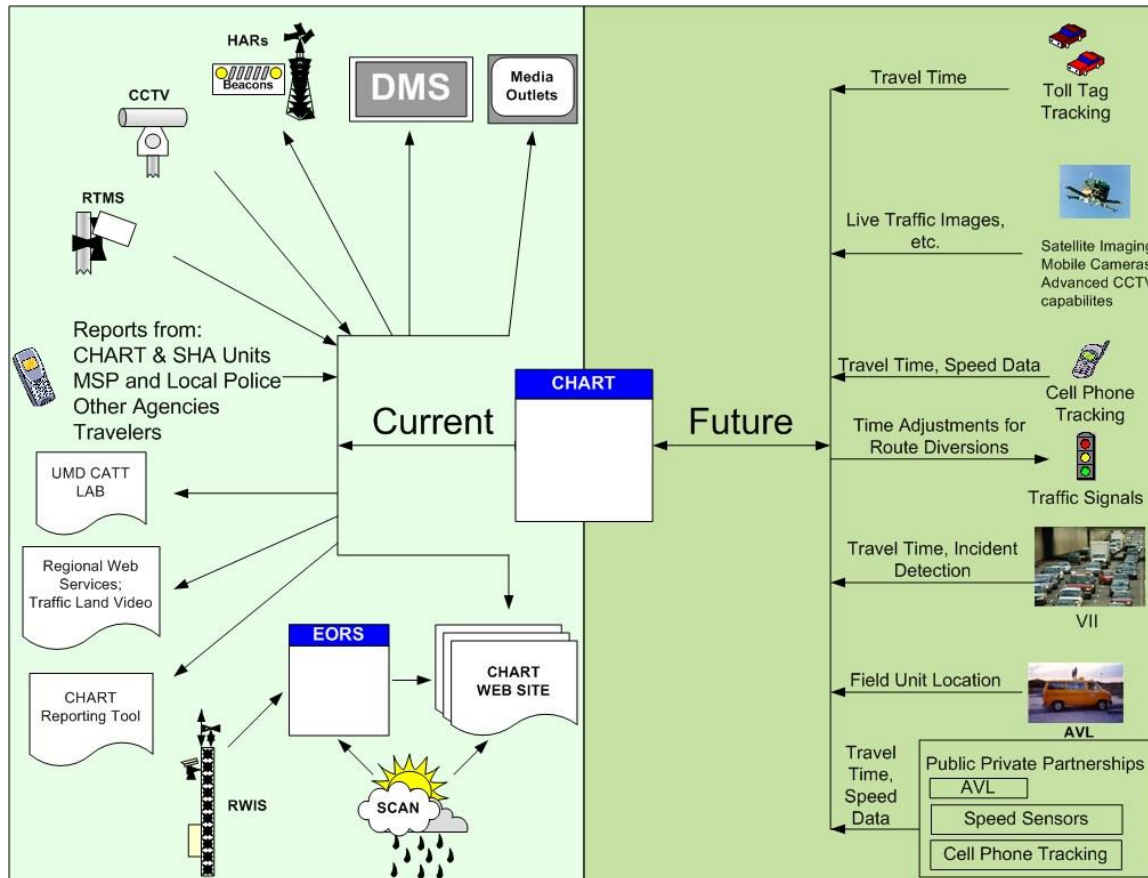 HARs
Beacons
DMS
Media
Outlets
CCTV
RTMS
Reports from:
CHART & SHA Units
MSP and Local Police
Other Agencies
Travelers
Current
CHART
UMD CATT
LAB
Regional Web
Services;
Traffic Land Video
CHART
Reporting Tool
EORS
CHART
WEB SITE
RWIS
SCAN
Future
Travel Time
Toll Tag
Tracking
Live Traffic Images,
etc.
Satellite Imaging
Mobile Cameras
Advanced CCTV
capabilites
Travel Time, Speed Data
Cell Phone
Tracking
Time Adjustments for
Route Diversions
Traffic Signals
Travel Time, Incident
Detection
VII
Field Unit Location
AVL
Travel
Time,
Speed
Data
Public Private Partnerships
AVL
Speed Sensors
Cell Phone Tracking